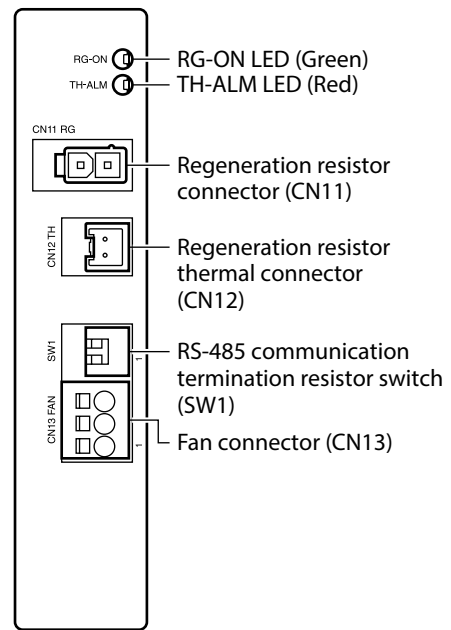 RG-ON
RG-ON LED (Green)
TH-ALM
TH-ALM LED (Red)
CN11 RG
Regeneration resistor
connector (CN11)
CN12 TH
Regeneration resistor
thermal connector
(CN12)
SW1
1
RS-485 communication
termination resistor switch
(SW1)
CN13 FAN
1
Fan connector (CN13)